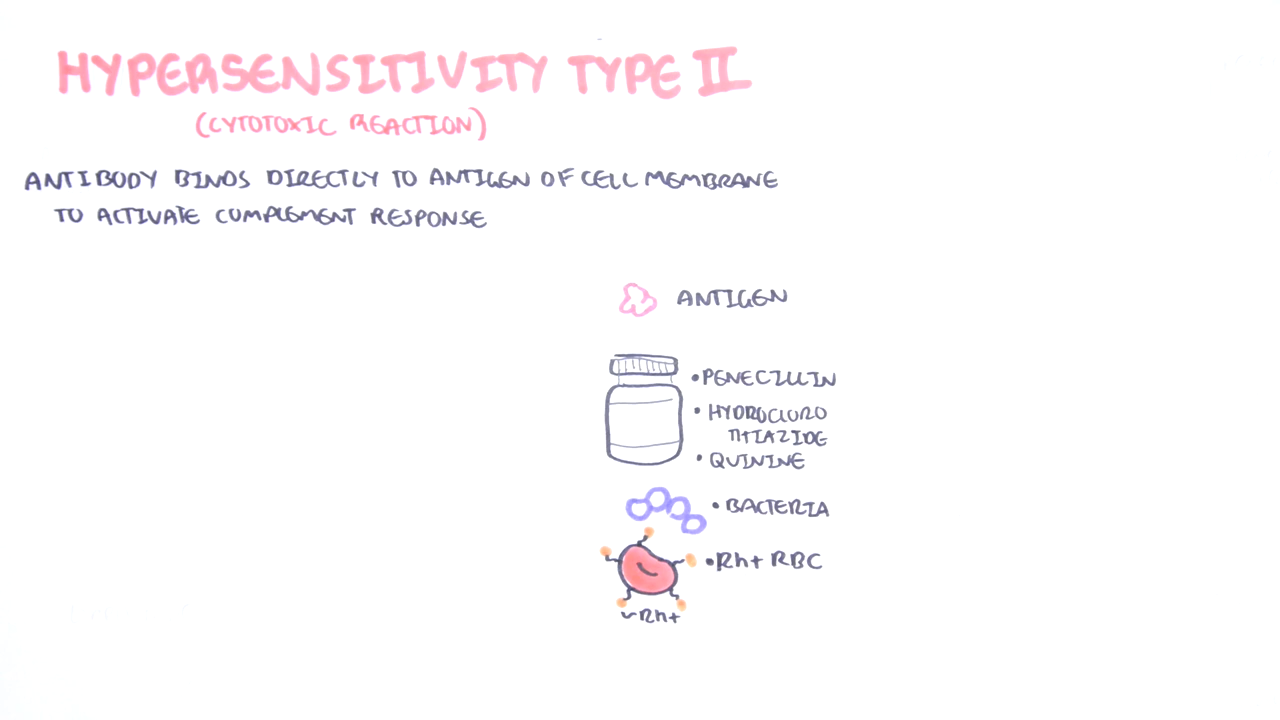 HYPERSENSITIVITY TYPE II
(CYTOTOXIC REACTION)
ANTIBODY BINDS DIRECTLY TO ANTIGEN OF CELL MEMBRANE
TO ACTIVATE COMPLEMENT RESPONSE
ANTIGEN
•PENECILLIN
•HYDROCLORO
THIAZIDE
•QUININE
•BACTERIA
•Rh+ RBC
~Rh+